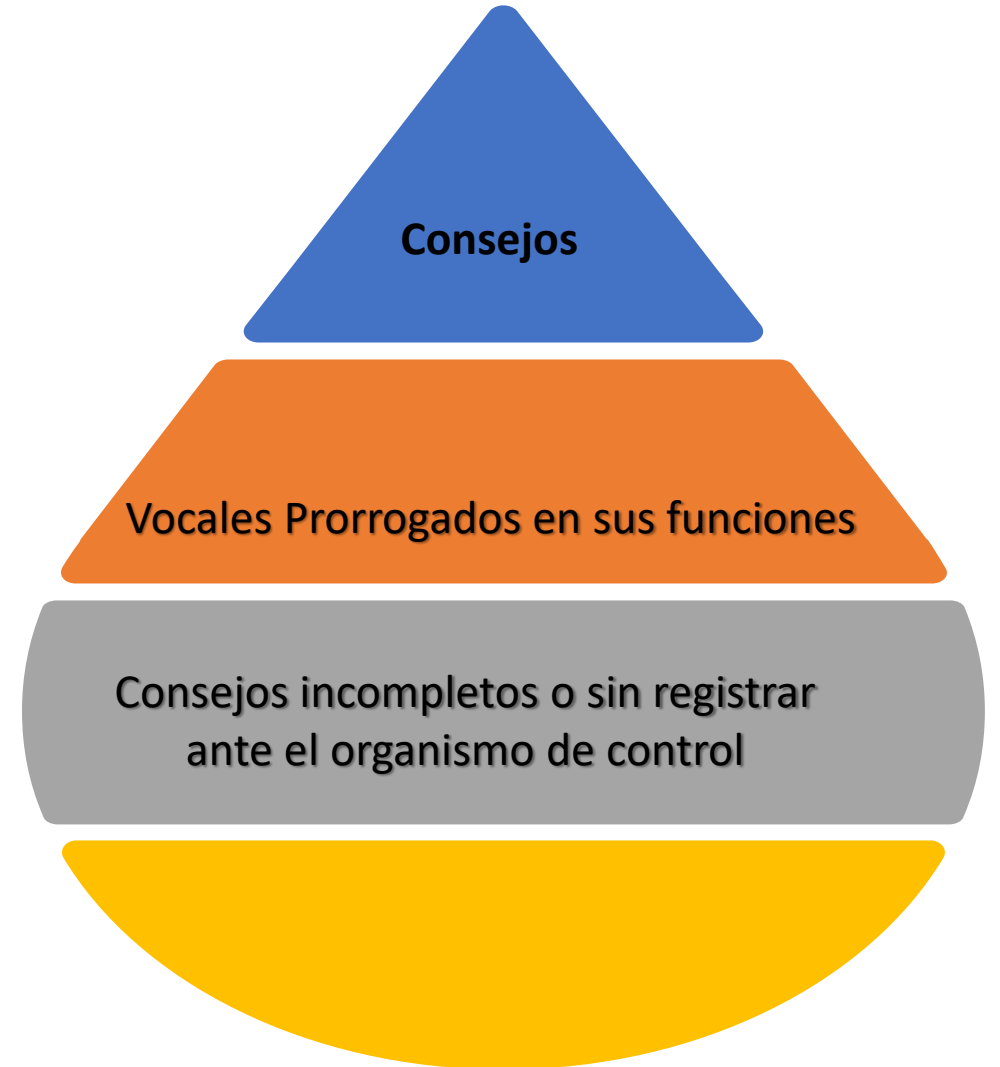 Consejos
Vocales Prorrogados en sus funciones
Consejos incompletos o sin registrar
ante el organismo de control